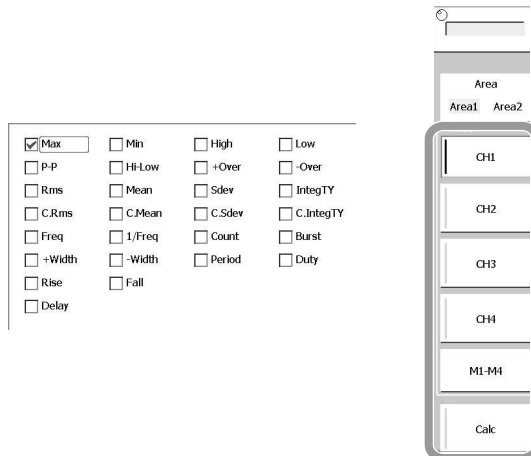 Max Min High Low
P-P Hi-Low +Over -Over
Rms Mean Sdev IntegTY
C.Rms C.Mean C.Sdev C.IntegTY
Freq 1/Freq Count Burst
+Width -Width Period Duty
Rise Fall
Delay
Area
Area1 Area2
CH1
CH2
CH3
CH4
M1-M4
Calc